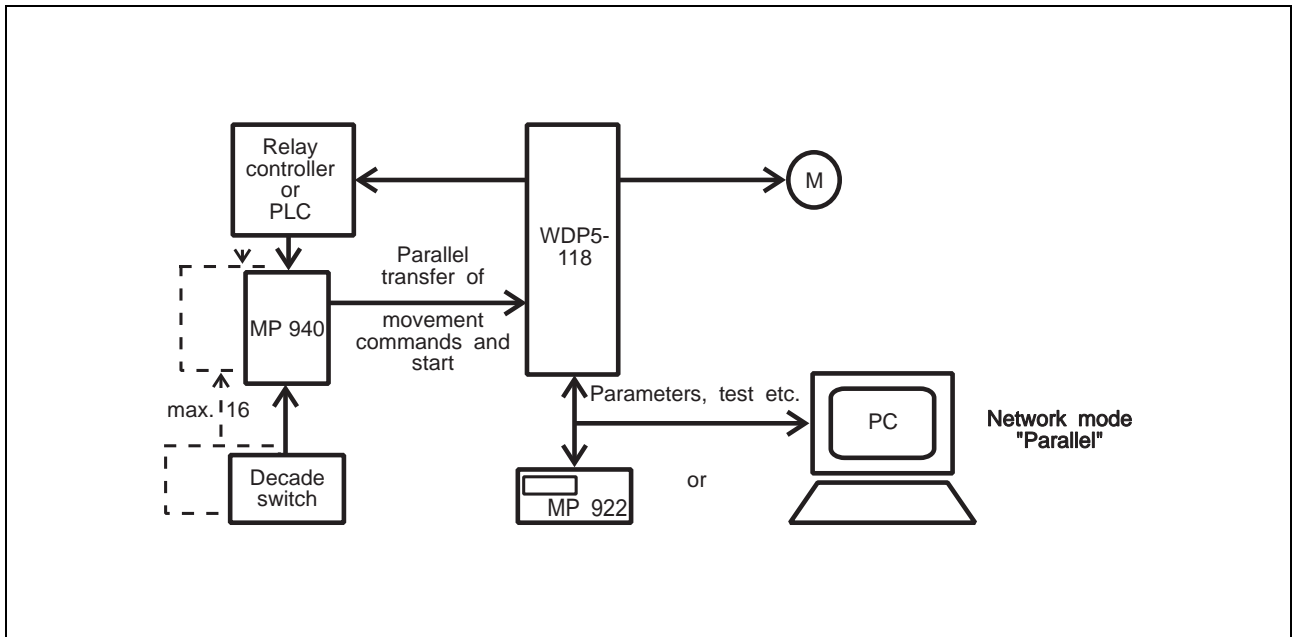 Relay
controller
or
PLC
MP 940
max. 16
Decade
switch
Parallel
transfer of
movement
commands and
start
WDP5-
118
M
Parameters, test etc.
MP 922
or
PC
Network mode
"Parallel"